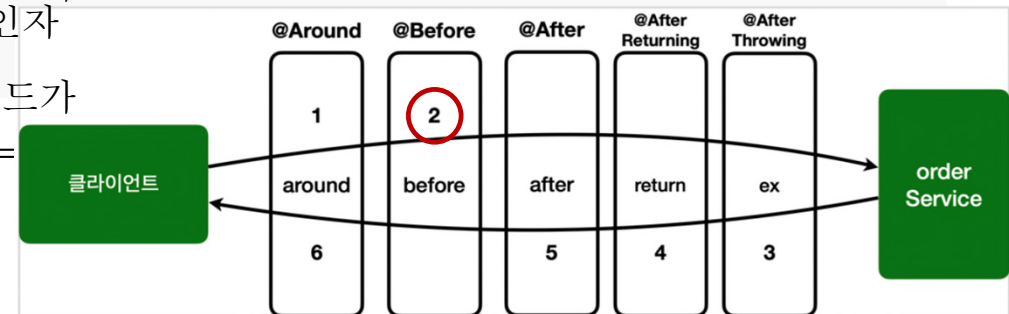 인자
드가
=
@Around @Before @After @After Returning @After Throwing
1 2
클라이언트 around before after return ex order Service
6 5 4 3